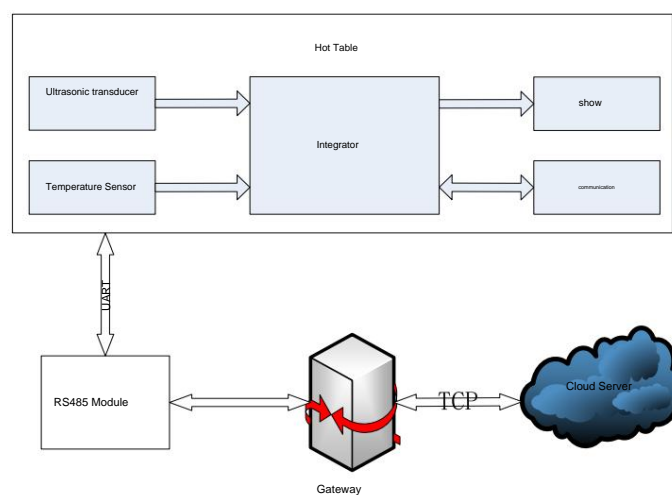 Hot Table
Ultrasonic transducer
show
Integrator
Temperature Sensor
communication
UART
RS485 Module
TCP
Cloud Server
Gateway